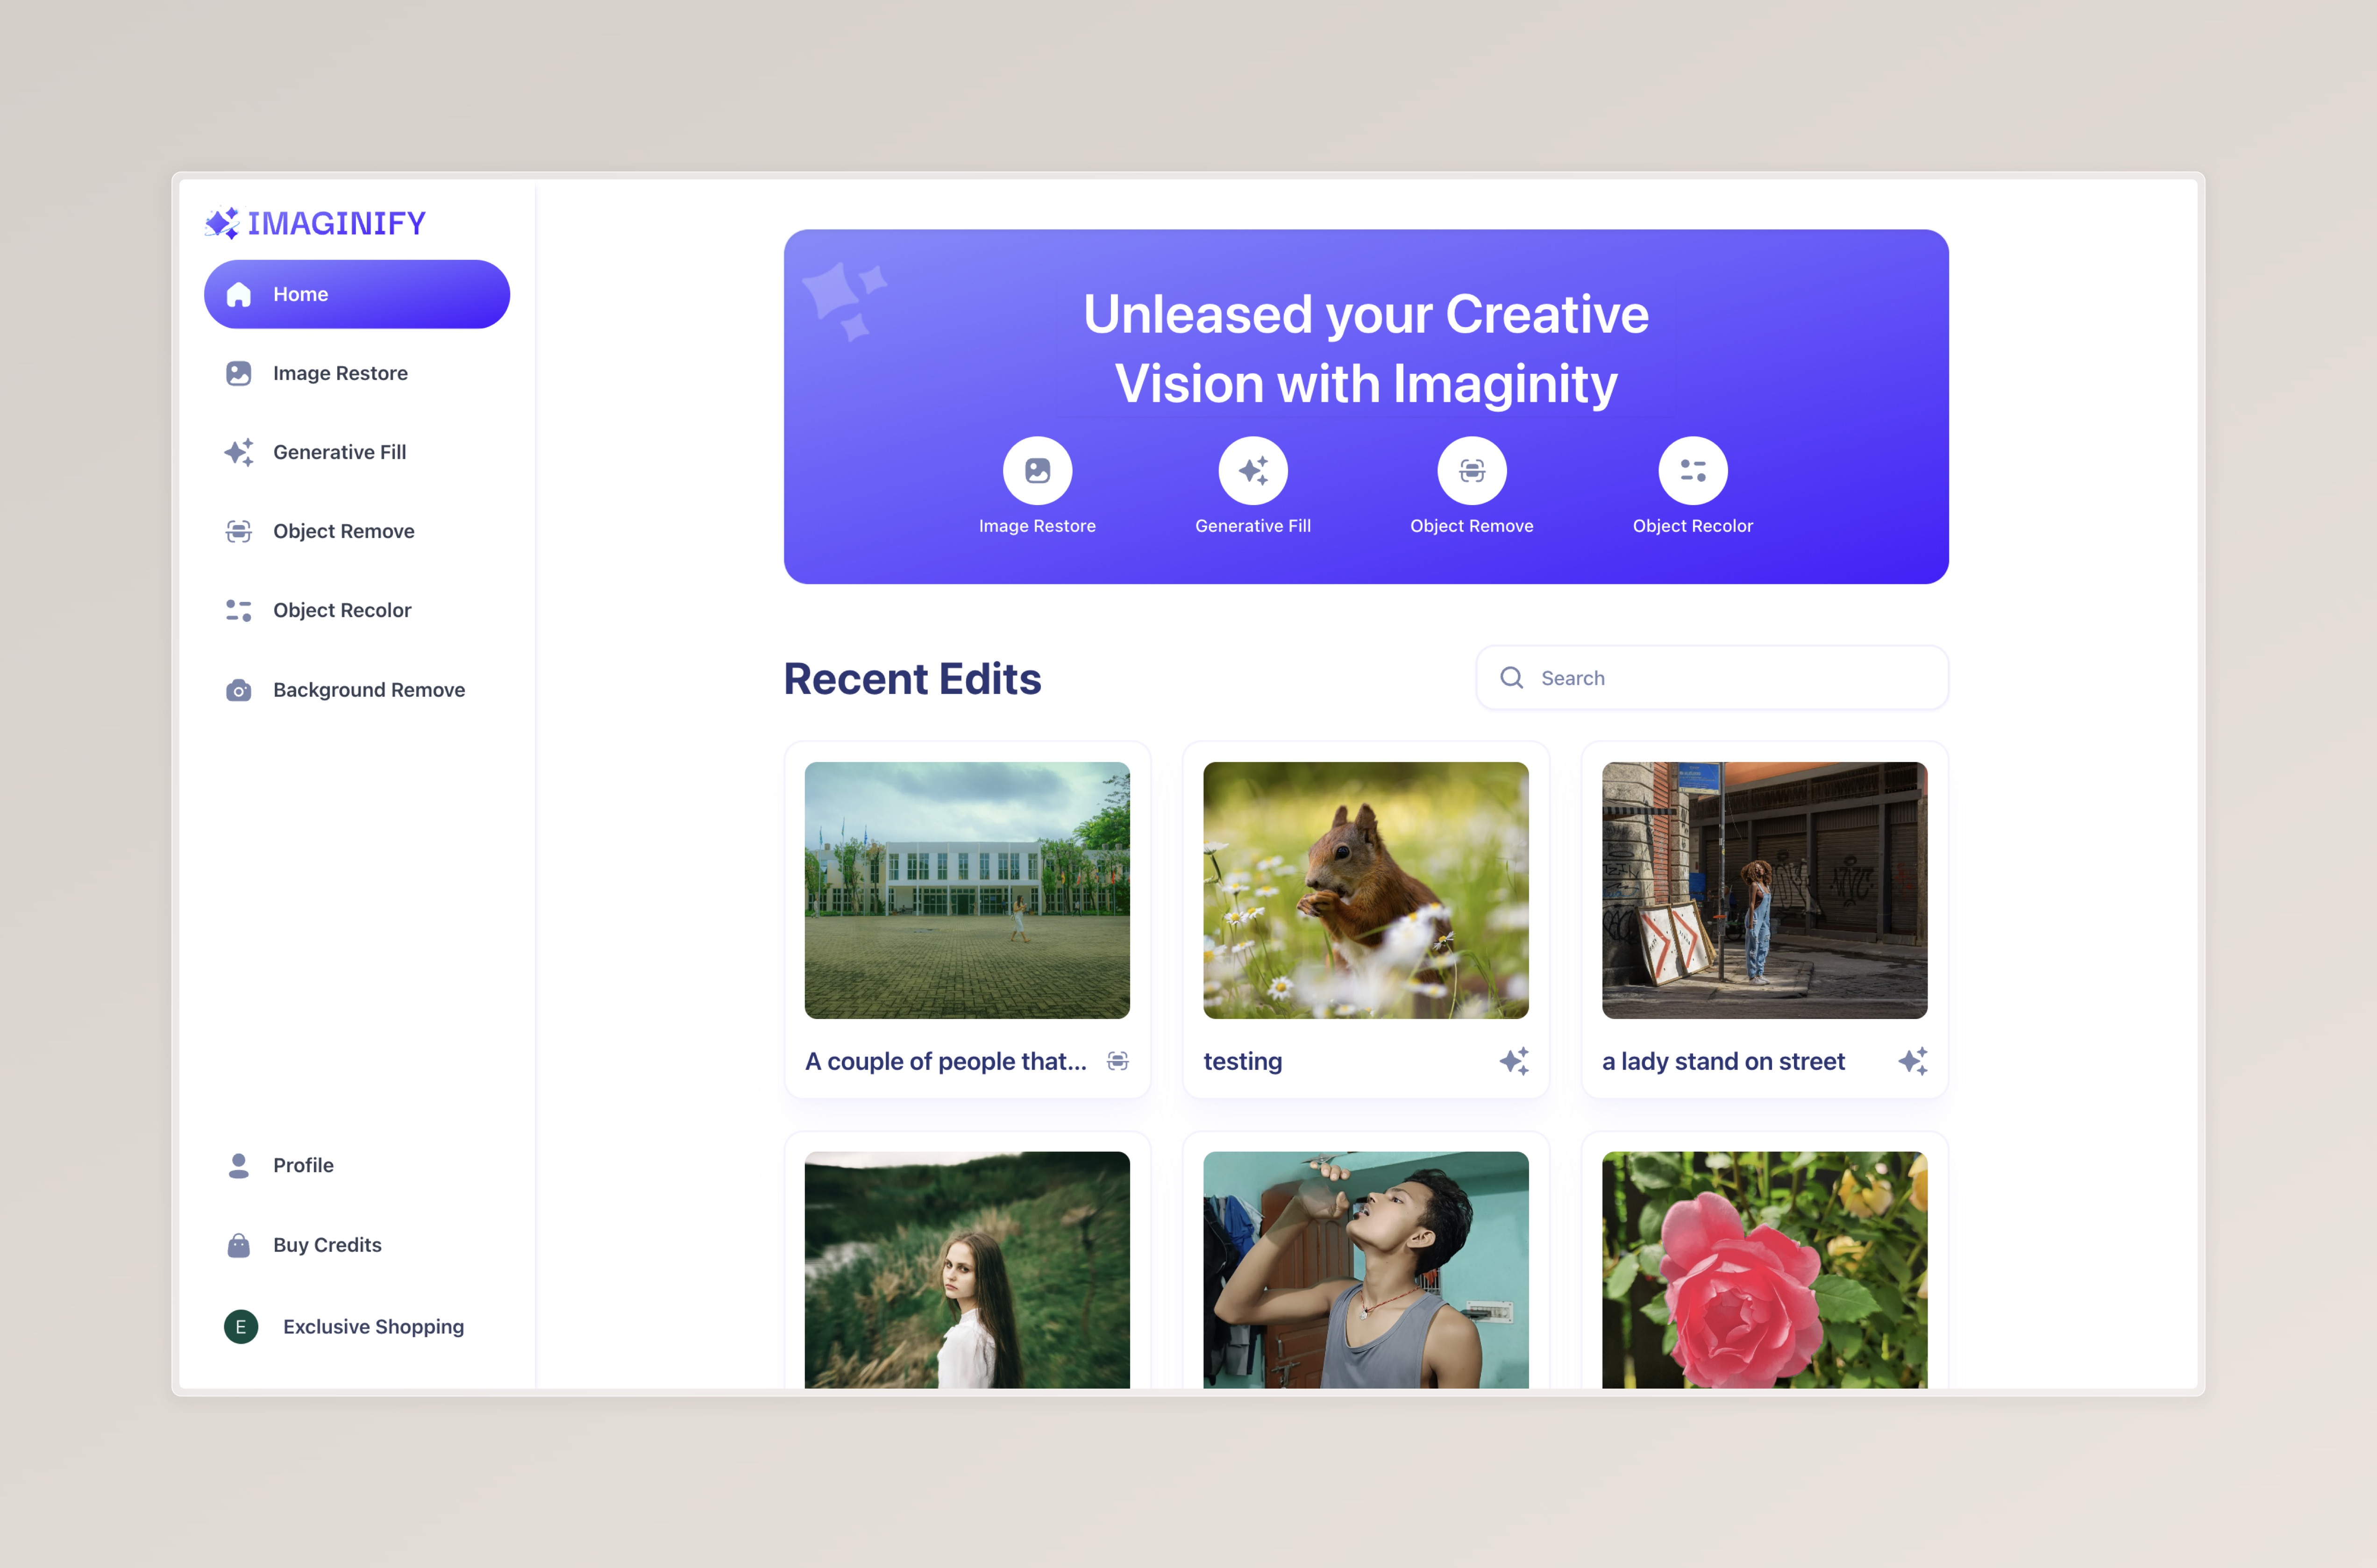 IMAGINIFY
Home
Image Restore
Generative Fill
Object Remove
Object Recolor
Background Remove
Profile
Buy Credits
E
Exclusive Shopping
Unleased your Creative
Vision with Imaginity
Image Restore
Generative Fill
Object Remove
Object Recolor
Recent Edits
Search
A couple of people that...
testing
a lady stand on street